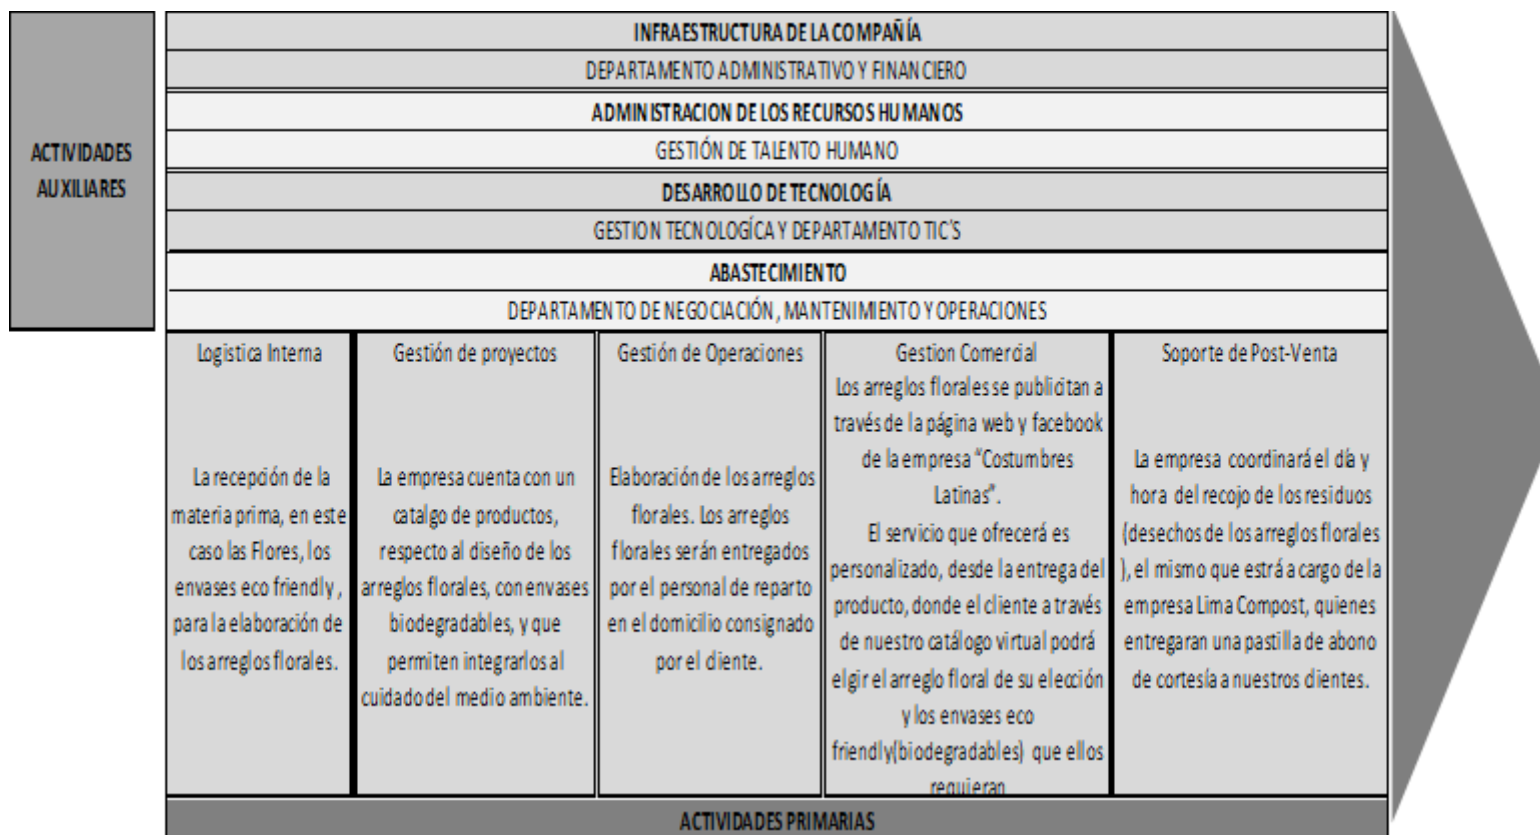 INFRAESTRUCTURA DE LA COMPAÑÍA
DEPARTAMENTO ADMINISTRATIVO Y FINANCIERO
ADMINISTRACION DE LOS RECURSOS HUMANOS
GESTIÓN DE TALENTO HUMANO
DESARROLLO DE TECNOLOGÍA
GESTION TECNOLOGÍCA Y DEPARTAMENTO TIC'S
ABASTECIMIENTO
DEPARTAMENTO DE NEGOCIACIÓN, MANTENIMIENTO Y OPERACIONES
ACTIVIDADES
AUXILIARES
Logistica Interna
La recepción de la
materia prima, en este
caso las Flores, los
envases eco friendly ,
para la elaboración de
los arreglos florales.
Gestión de proyectos
La empresa cuenta con un
catalgo de productos,
respecto al diseño de los
arreglos florales, con envases
biodegradables, y que
permiten integrarlos al
cuidado del medio ambiente.
Gestión de Operaciones
Elaboración de los arreglos
florales. Los arreglos
florales serán entregados
por el personal de reparto
en el domicilio consignado
por el cliente.
Gestion Comercial
Los arreglos florales se publicitan a
través de la página web y facebook
de la empresa "Costumbres
Latinas".
El servicio que ofrecerá es
personalizado, desde la entrega del
producto, donde el cliente a través
de nuestro catálogo virtual podrá
elgir el arreglo floral de su elección
y los envases eco
friendly(biodegradables) que ellos
requieran
Soporte de Post-Venta
La empresa coordinará el día y
hora del recojo de los residuos
(desechos de los arreglos florales
), el mismo que estrá a cargo de la
empresa Lima Compost, quienes
entregaran una pastilla de abono
de cortesía a nuestros clientes.
ACTIVIDADES PRIMARIAS